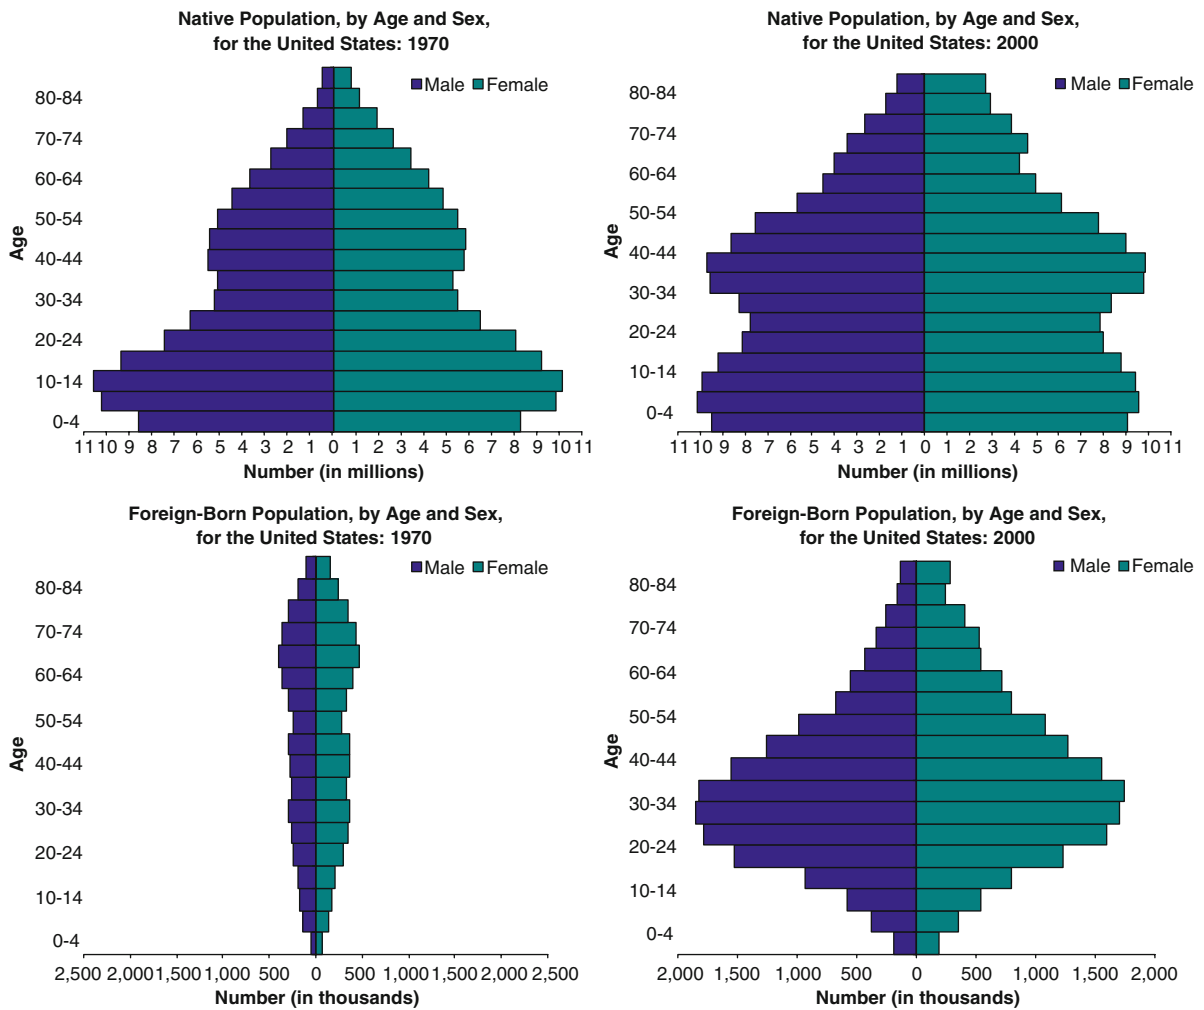 Native Population, by Age and Sex,
for the United States: 1970
Male Female
80-84
70-74
60-64
50-54
40-44
30-34
20-24
10-14
0-4
Age
11 10 9 8 7 6 5 4 3 2 1 0 1 2 3 4 5 6 7 8 9 10 11
Number (in millions)
Native Population, by Age and Sex,
for the United States: 2000
Male Female
80-84
70-74
60-64
50-54
40-44
30-34
20-24
10-14
0-4
Age
11 10 9 8 7 6 5 4 3 2 1 0 1 2 3 4 5 6 7 8 9 10 11
Number (in millions)
Foreign-Born Population, by Age and Sex,
for the United States: 1970
Male Female
80-84
70-74
60-64
50-54
40-44
30-34
20-24
10-14
0-4
Age
2,500 2,000 1,500 1,000 500 0 500 1,000 1,500 2,000 2,500
Number (in thousands)
Foreign-Born Population, by Age and Sex,
for the United States: 2000
Male Female
80-84
70-74
60-64
50-54
40-44
30-34
20-24
10-14
0-4
Age
2,000 1,500 1,000 500 0 500 1,000 1,500 2,000
Number (in thousands)